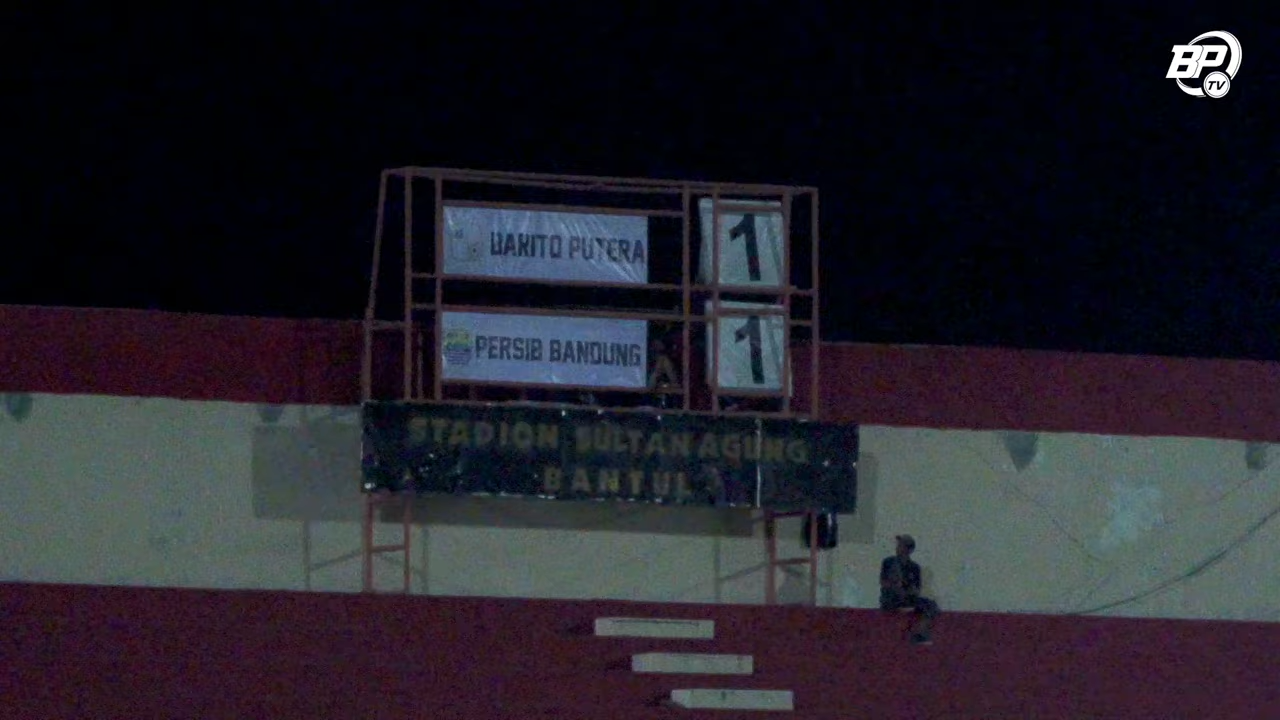 BP
TV
BARITO PUTERA 1
PERSIB BANDUNG 1
STADION SULTAN AGUNG
BANTUL